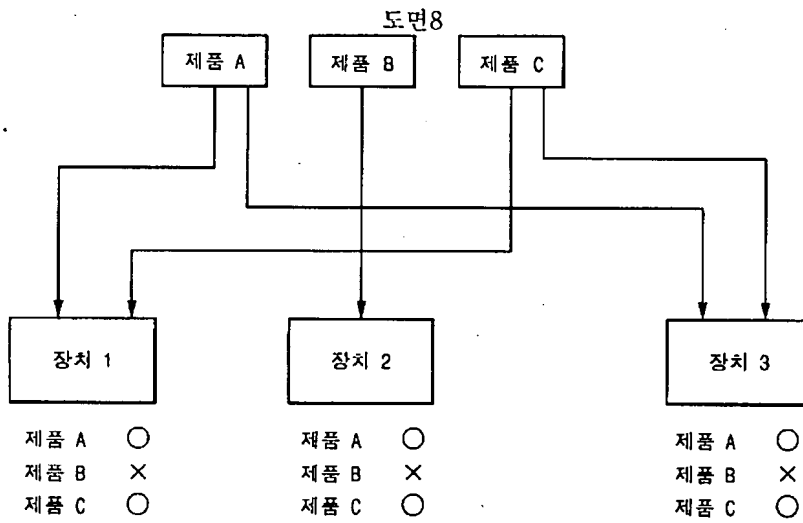 도면8
제품 A
제품 B
제품 C
장치 1
장치 2
장치 3
제품 A ○
제품 B ×
제품 C ○
제품 A ○
제품 B ×
제품 C ○
제품 A ○
제품 B ×
제품 C ○